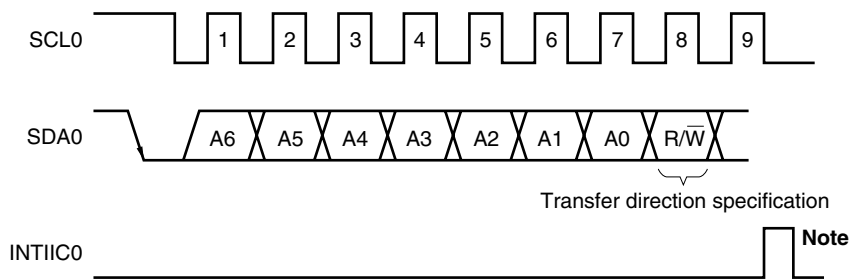 SCL0 1 2 3 4 5 6 7 8 9
SDA0 A6 A5 A4 A3 A2 A1 A0 R/W̅
Transfer direction specification
INTIIC0 Note